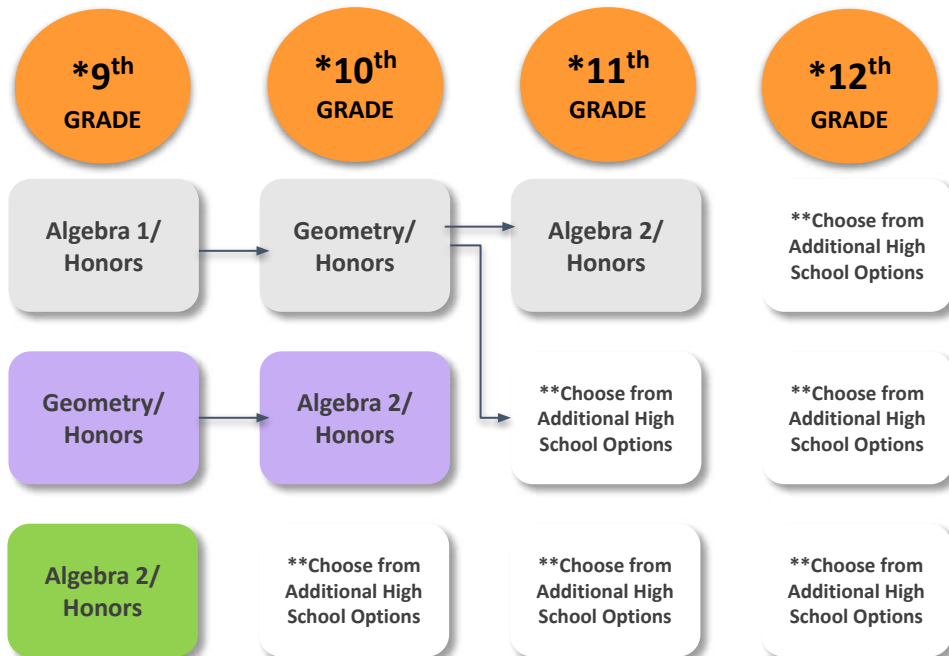 *9th
GRADE
*10th
GRADE
*11th
GRADE
*12th
GRADE
Algebra 1/
Honors
Geometry/
Honors
Algebra 2/
Honors
**Choose from
Additional High
School Options
Geometry/
Honors
Algebra 2/
Honors
**Choose from
Additional High
School Options
**Choose from
Additional High
School Options
Algebra 2/
Honors
**Choose from
Additional High
School Options
**Choose from
Additional High
School Options
**Choose from
Additional High
School Options